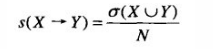 s(X → Y) = σ(X ∪ Y) / N